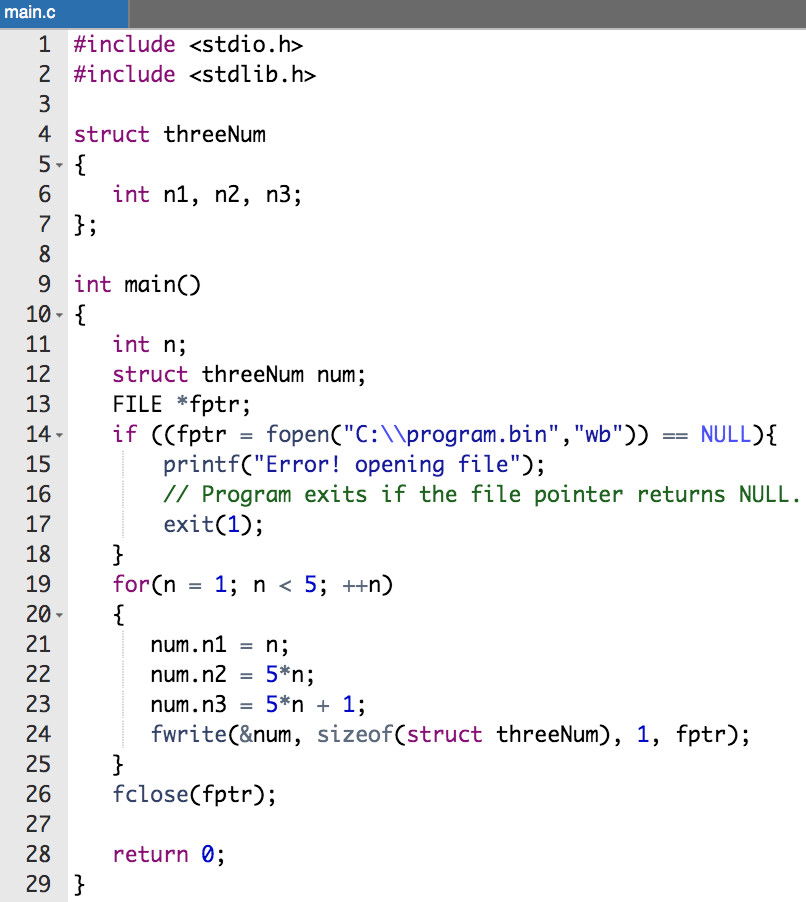 main.c
1 #include <stdio.h>
2 #include <stdlib.h>
3
4 struct threeNum
5 {
6    int n1, n2, n3;
7 };
8
9 int main()
10 {
11    int n;
12    struct threeNum num;
13    FILE *fptr;
14    if ((fptr = fopen("C:\\program.bin","wb")) == NULL){
15        printf("Error! opening file");
16        // Program exits if the file pointer returns NULL.
17        exit(1);
18    }
19    for(n = 1; n < 5; ++n)
20    {
21       num.n1 = n;
22       num.n2 = 5*n;
23       num.n3 = 5*n + 1;
24       fwrite(&num, sizeof(struct threeNum), 1, fptr);
25    }
26    fclose(fptr);
27
28    return 0;
29 }